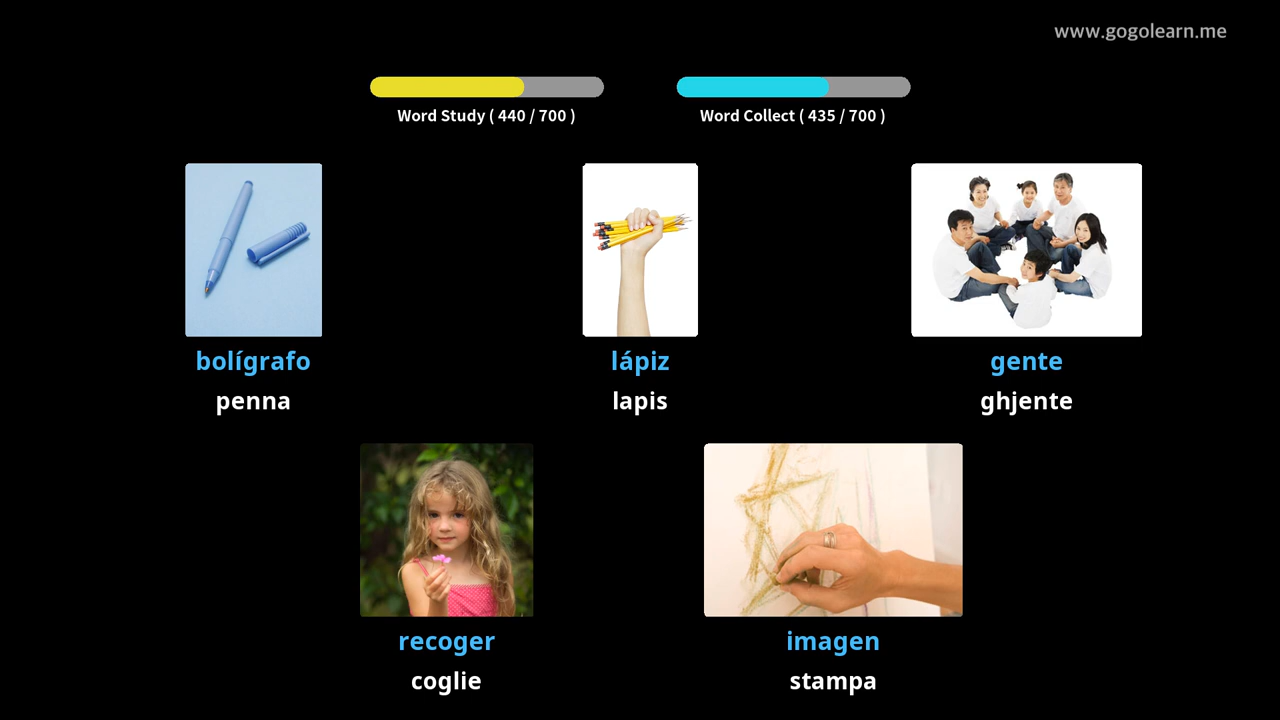 www.gogolearn.me
Word Study ( 440 / 700 )
Word Collect ( 435 / 700 )
bolígrafo
penna
lápiz
lapis
gente
ghjente
recoger
coglie
imagen
stampa